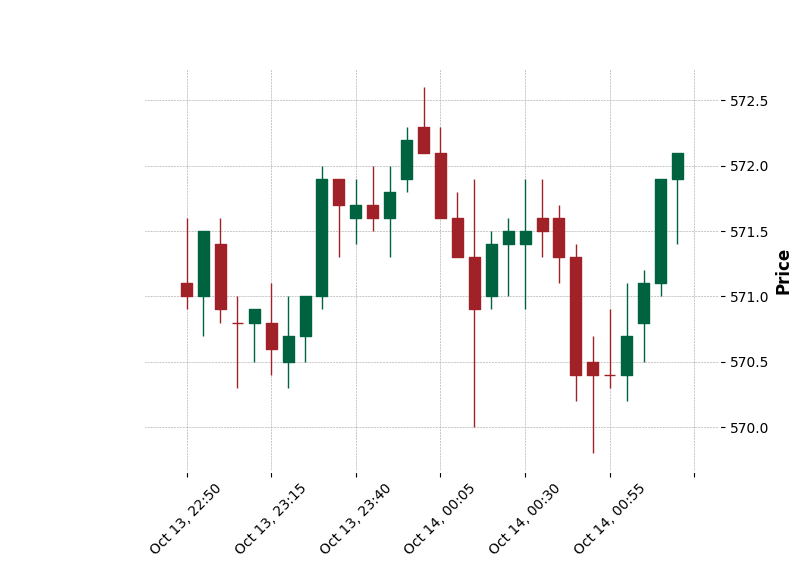 572.5
572.0
571.5
571.0
570.5
570.0
Price
Oct 13, 22:50
Oct 13, 23:15
Oct 13, 23:40
Oct 14, 00:05
Oct 14, 00:30
Oct 14, 00:55